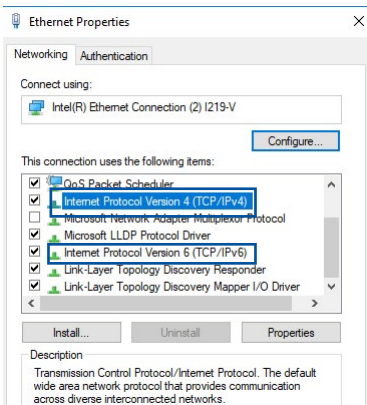 Ethernet Properties
Networking Authentication
Connect using:
Intel(R) Ethernet Connection (2) I219-V
Configure...
This connection uses the following items:
QoS Packet Scheduler
Internet Protocol Version 4 (TCP/IPv4)
Microsoft Network Adapter Multiplexor Protocol
Microsoft LLDP Protocol Driver
Internet Protocol Version 6 (TCP/IPv6)
Link-Layer Topology Discovery Responder
Link-Layer Topology Discovery Mapper I/O Driver
Install... Uninstall Properties
Description
Transmission Control Protocol/Internet Protocol. The default
wide area network protocol that provides communication
across diverse interconnected networks.